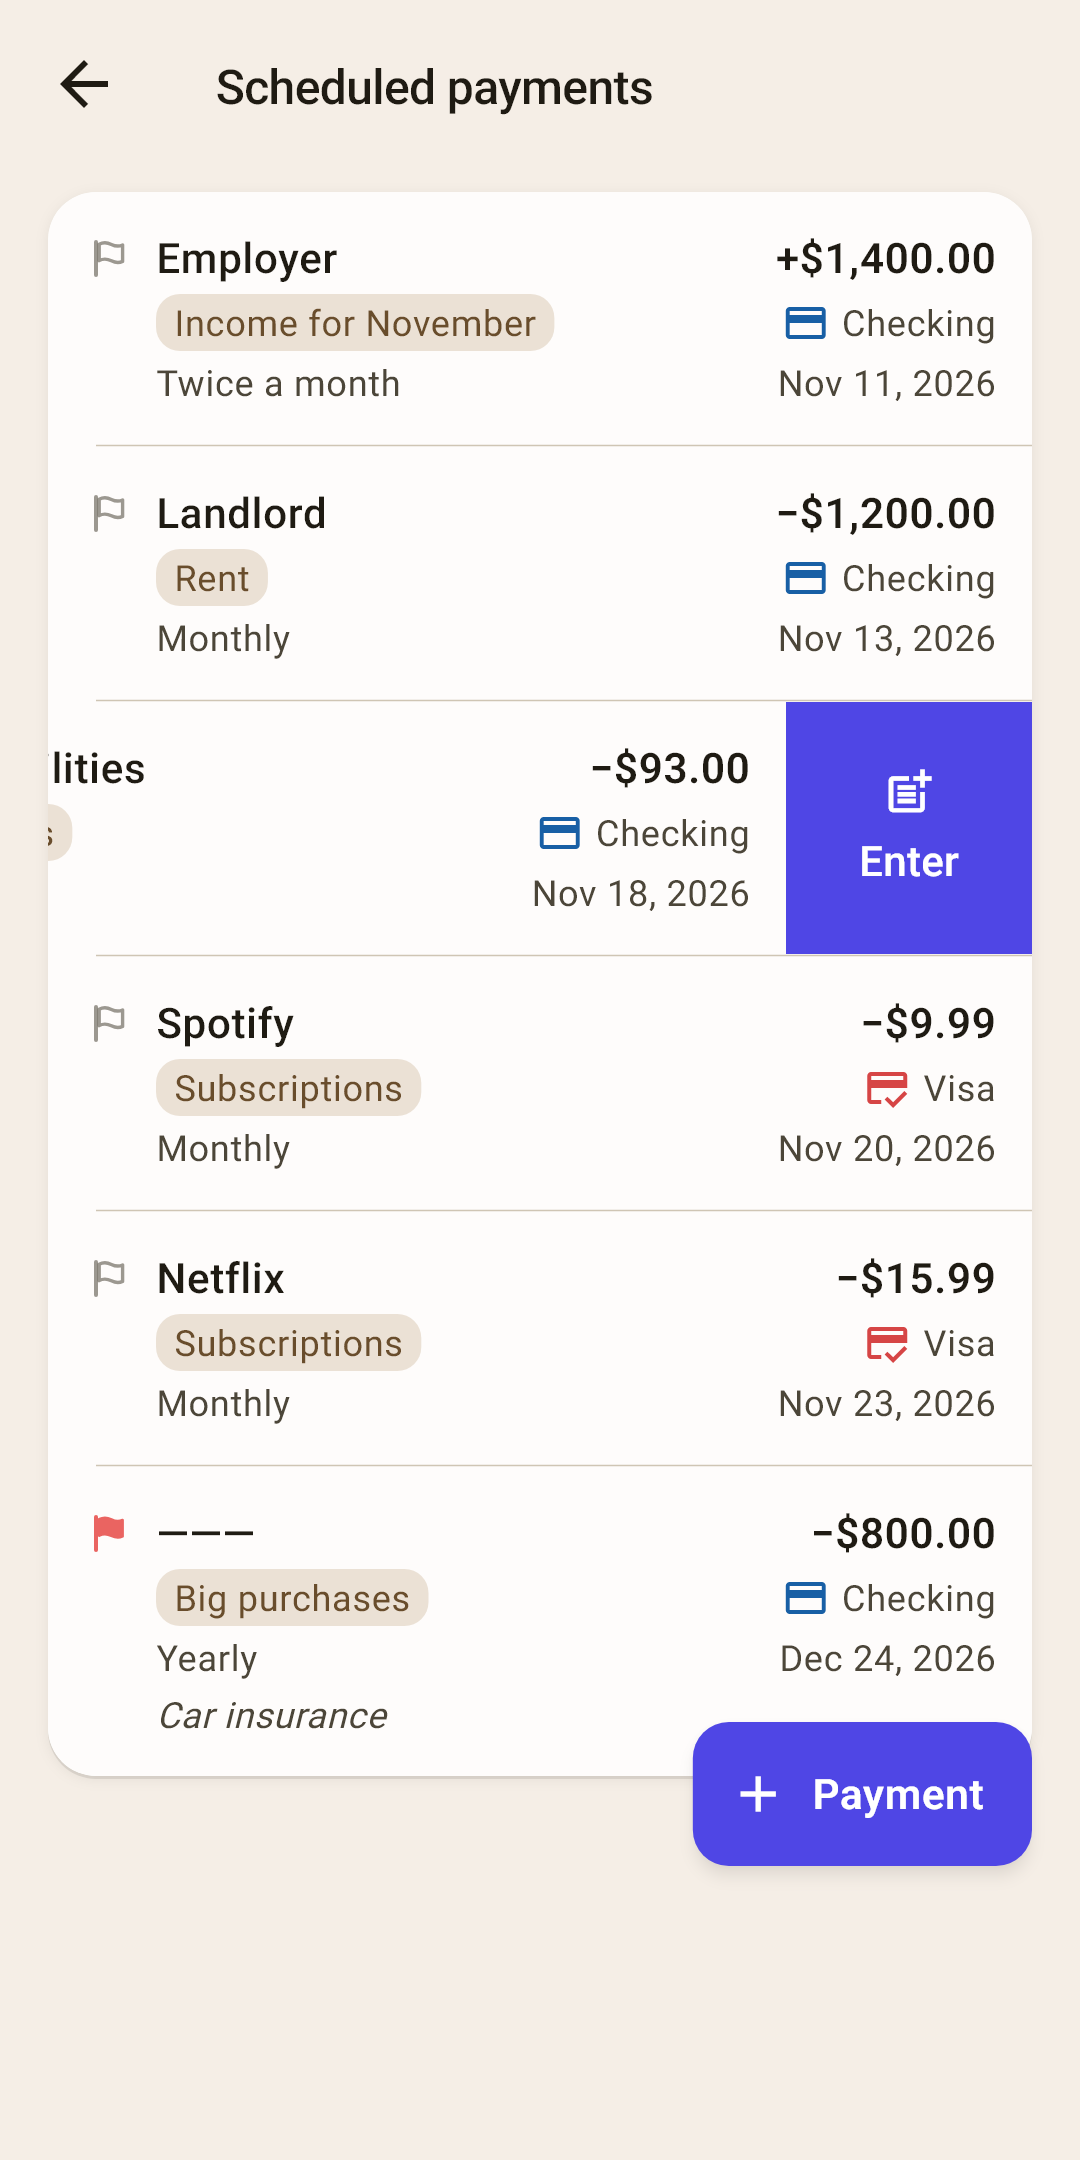 Scheduled payments
Employer
+$1,400.00
Income for November
Checking
Twice a month
Nov 11, 2026
Landlord
−$1,200.00
Rent
Checking
Monthly
Nov 13, 2026
lities
−$93.00
s
Checking
Nov 18, 2026
Enter
Spotify
−$9.99
Subscriptions
Visa
Monthly
Nov 20, 2026
Netflix
−$15.99
Subscriptions
Visa
Monthly
Nov 23, 2026
———
−$800.00
Big purchases
Checking
Yearly
Dec 24, 2026
Car insurance
+ Payment